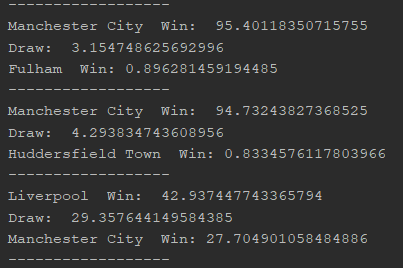 ------------------
Manchester City  Win:  95.40118350715755
Draw:  3.154748625692996
Fulham  Win: 0.896281459194485
------------------
Manchester City  Win:  94.73243827368525
Draw:  4.293834743608956
Huddersfield Town  Win: 0.8334576117803966
------------------
Liverpool  Win:  42.937447743365794
Draw:  29.357644149584385
Manchester City  Win: 27.704901058484886
------------------